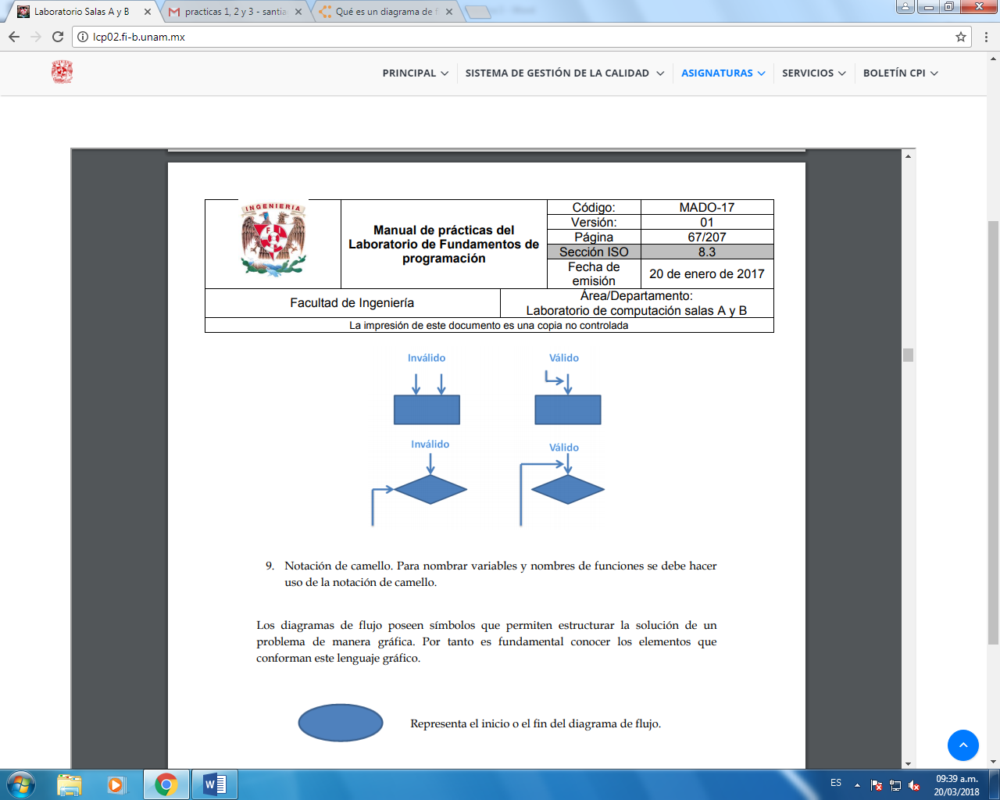 Laboratorio Salas A y B
practicas 1, 2 y 3 - santia
Qué es un diagrama de f
lcp02.fi-b.unam.mx
PRINCIPAL
SISTEMA DE GESTIÓN DE LA CALIDAD
ASIGNATURAS
SERVICIOS
BOLETÍN CPI
INGENIERIA
F I
Manual de prácticas del
Laboratorio de Fundamentos de
programación
Código:
MADO-17
Versión:
01
Página
67/207
Sección ISO
8.3
Fecha de
emisión
20 de enero de 2017
Facultad de Ingeniería
Área/Departamento:
Laboratorio de computación salas A y B
La impresión de este documento es una copia no controlada
Inválido
Válido
Inválido
Válido
9. Notación de camello. Para nombrar variables y nombres de funciones se debe hacer
uso de la notación de camello.
Los diagramas de flujo poseen símbolos que permiten estructurar la solución de un
problema de manera gráfica. Por tanto es fundamental conocer los elementos que
conforman este lenguaje gráfico.
Representa el inicio o el fin del diagrama de flujo.
ES
09:39 a.m.
20/03/2018